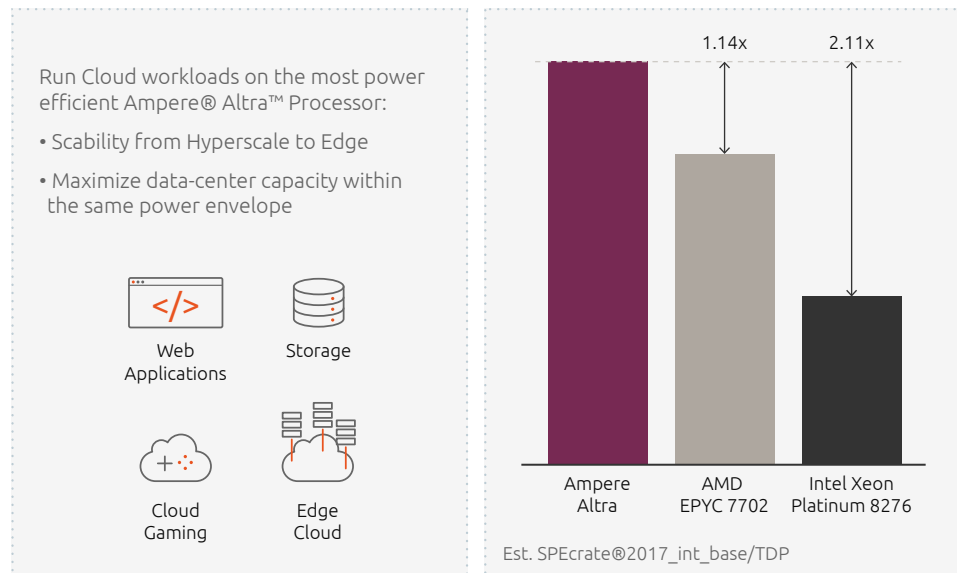 Run Cloud workloads on the most power
efficient Ampere® Altra™ Processor:
• Scability from Hyperscale to Edge
• Maximize data-center capacity within
the same power envelope
</>
Web
Applications
Storage
Cloud
Gaming
Edge
Cloud
1.14x
2.11x
Ampere
Altra
AMD
EPYC 7702
Intel Xeon
Platinum 8276
Est. SPEcrate®2017_int_base/TDP